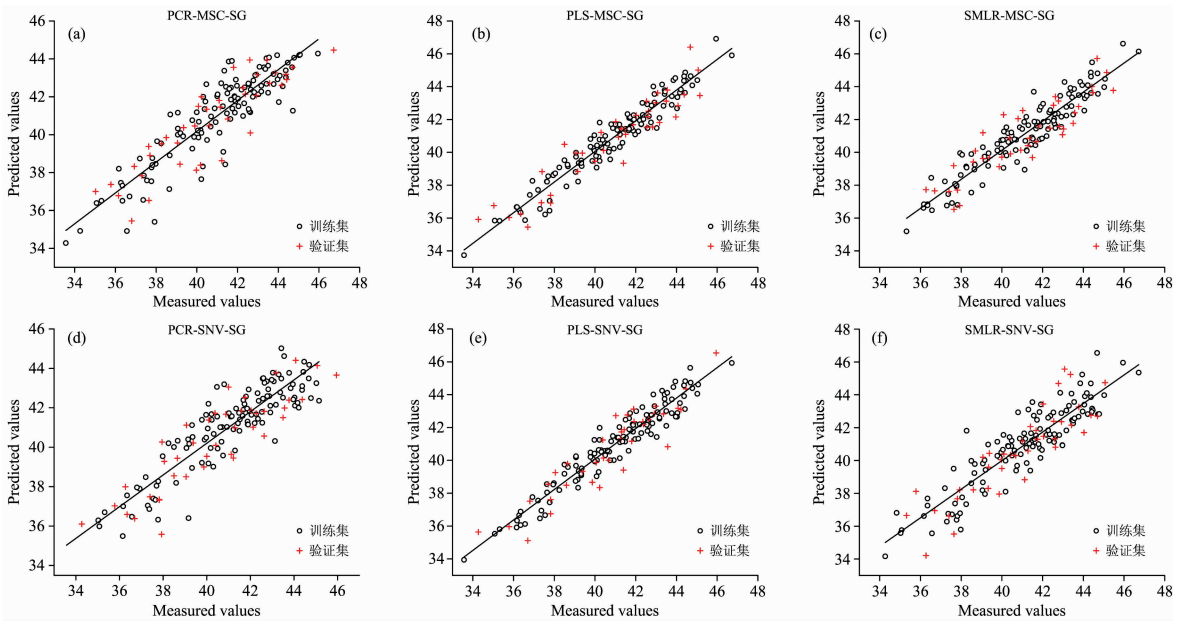 PCR-MSC-SG
(a)
46
44
42
40
38
36
34
Predicted values
34 36 38 40 42 44 46 48
Measured values
训练集
验证集
PLS-MSC-SG
(b)
48
46
44
42
40
38
36
34
Predicted values
34 36 38 40 42 44 46 48
Measured values
训练集
验证集
SMLR-MSC-SG
(c)
48
46
44
42
40
38
36
34
Predicted values
34 36 38 40 42 44 46 48
Measured values
训练集
验证集
PCR-SNV-SG
(d)
46
44
42
40
38
36
34
Predicted values
34 36 38 40 42 44 46
Measured values
训练集
验证集
PLS-SNV-SG
(e)
48
46
44
42
40
38
36
34
Predicted values
34 36 38 40 42 44 46 48
Measured values
训练集
验证集
SMLR-SNV-SG
(f)
48
46
44
42
40
38
36
34
Predicted values
34 36 38 40 42 44 46 48
Measured values
训练集
验证集